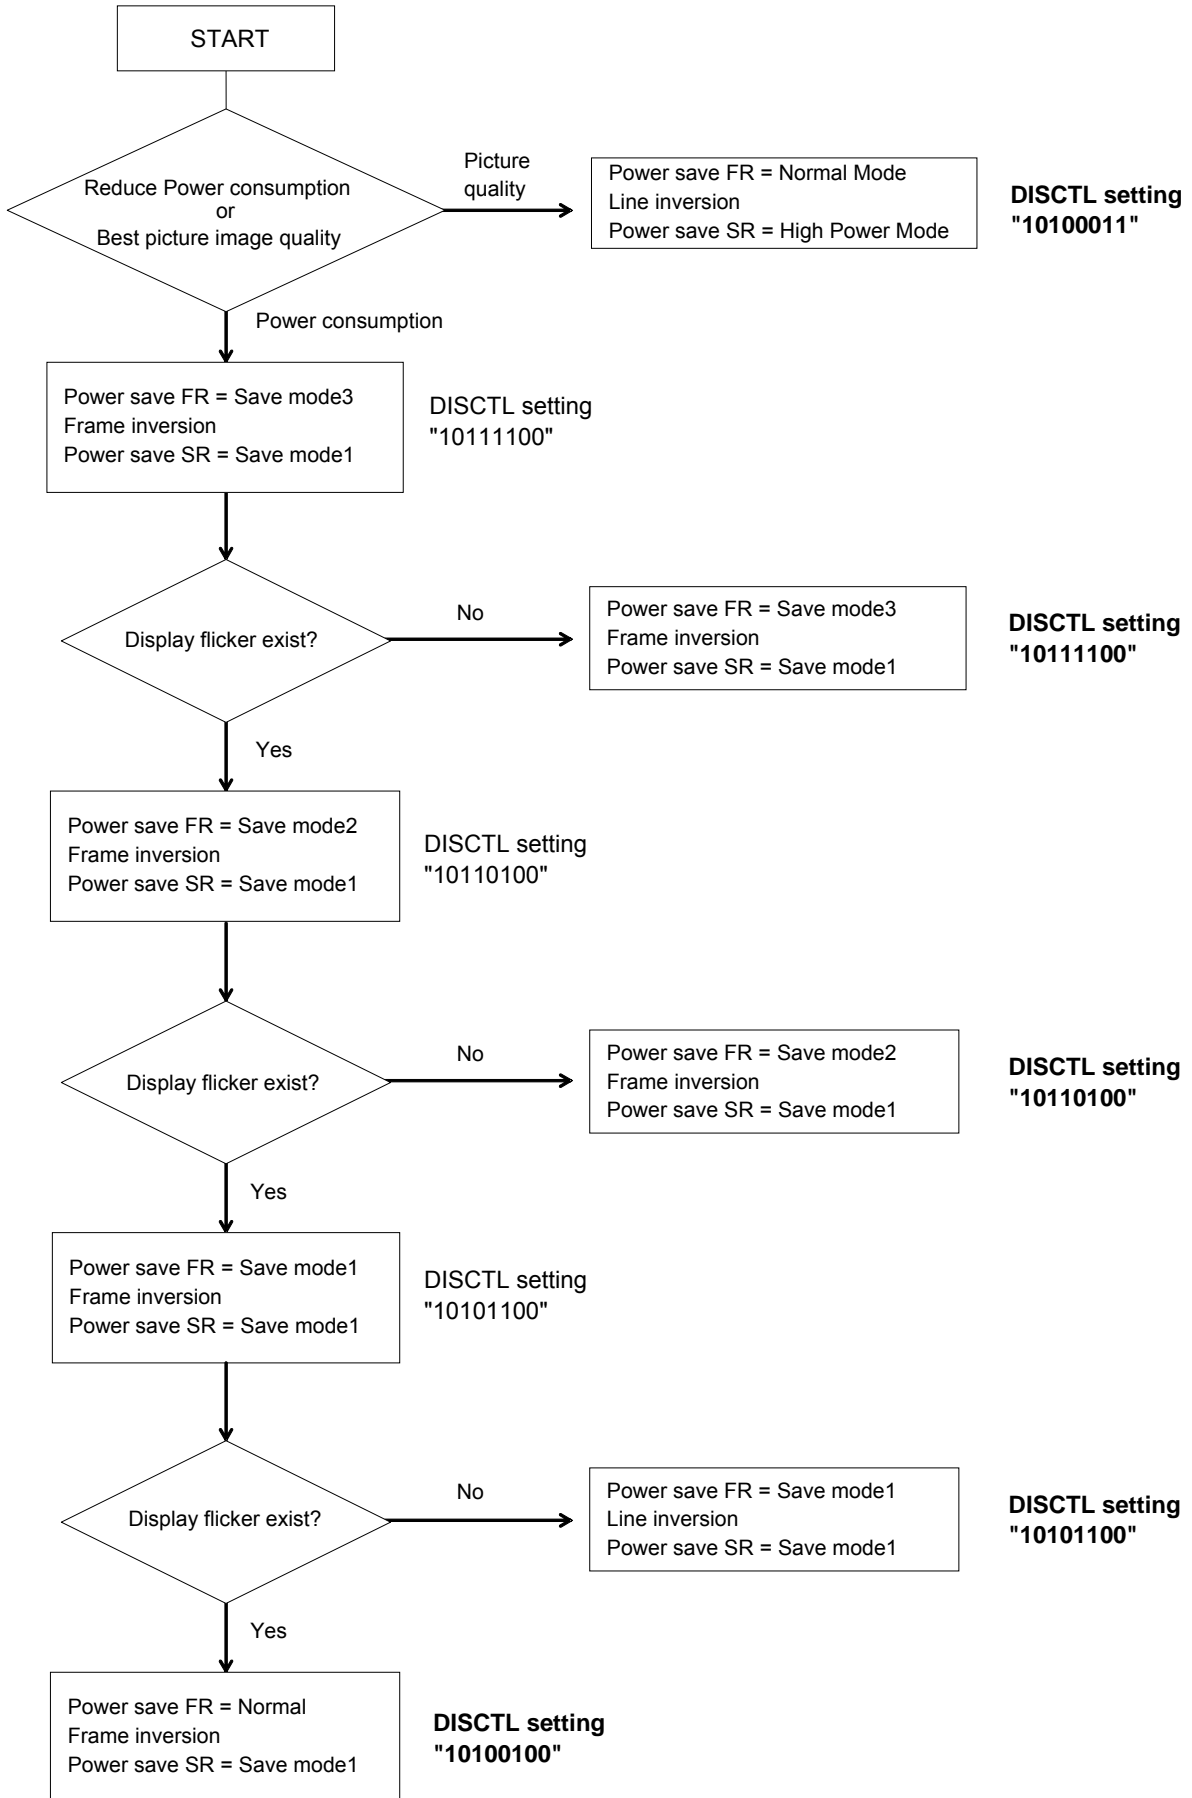 START
Reduce Power consumption
or
Best picture image quality
Picture
quality
Power save FR = Normal Mode
Line inversion
Power save SR = High Power Mode
DISCTL setting
"10100011"
Power consumption
Power save FR = Save mode3
Frame inversion
Power save SR = Save mode1
DISCTL setting
"10111100"
Display flicker exist?
No
Power save FR = Save mode3
Frame inversion
Power save SR = Save mode1
DISCTL setting
"10111100"
Yes
Power save FR = Save mode2
Frame inversion
Power save SR = Save mode1
DISCTL setting
"10110100"
Display flicker exist?
No
Power save FR = Save mode2
Frame inversion
Power save SR = Save mode1
DISCTL setting
"10110100"
Yes
Power save FR = Save mode1
Frame inversion
Power save SR = Save mode1
DISCTL setting
"10101100"
Display flicker exist?
No
Power save FR = Save mode1
Line inversion
Power save SR = Save mode1
DISCTL setting
"10101100"
Yes
Power save FR = Normal
Frame inversion
Power save SR = Save mode1
DISCTL setting
"10100100"